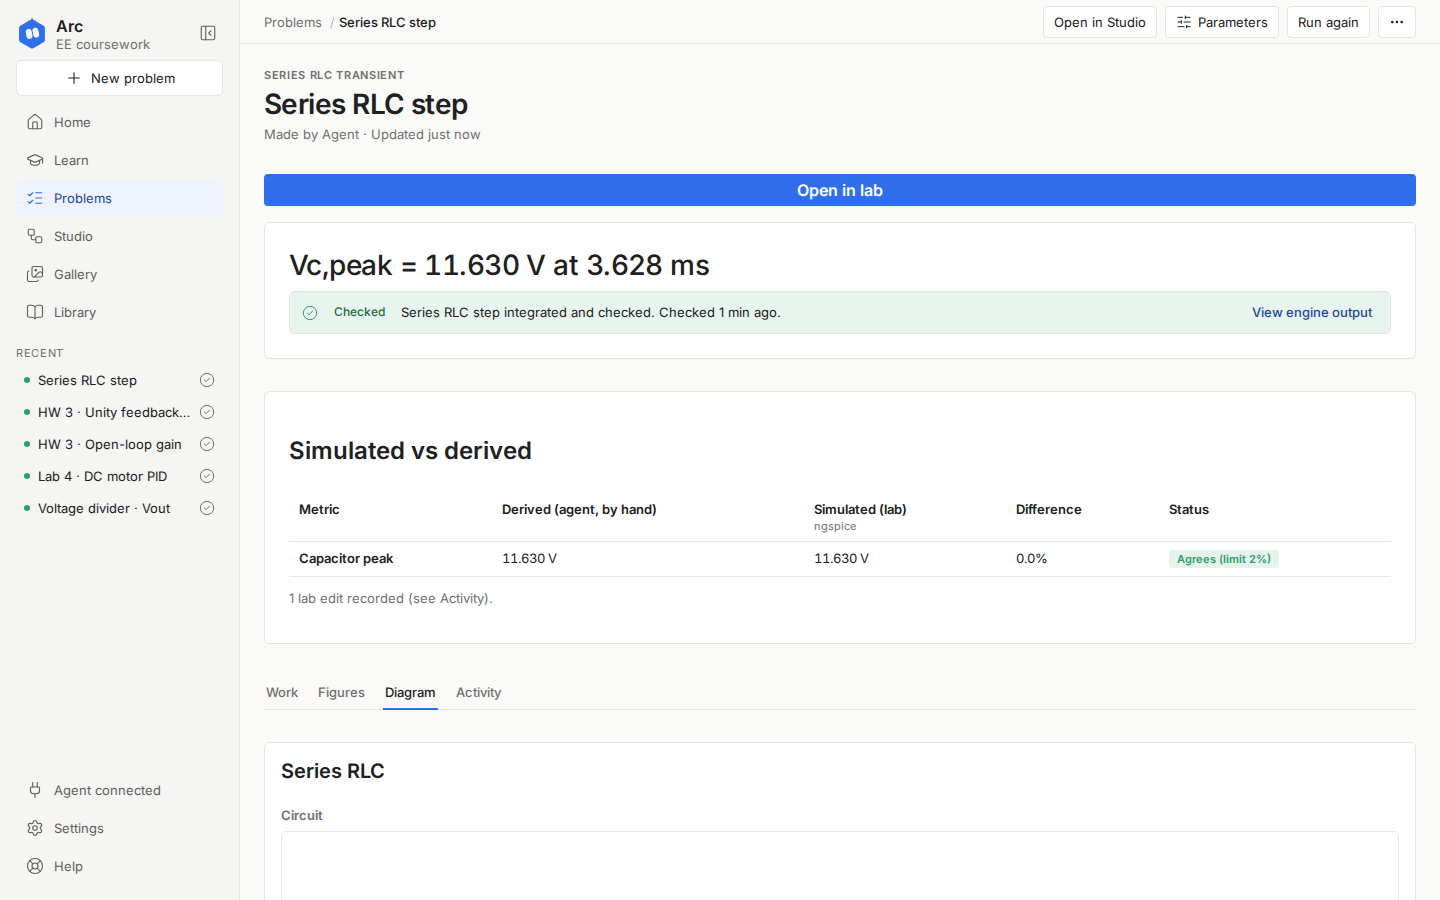 Arc
EE coursework
New problem
Home
Learn
Problems
Studio
Gallery
Library
RECENT
Series RLC step
HW 3 · Unity feedback...
HW 3 · Open-loop gain
Lab 4 · DC motor PID
Voltage divider · Vout
Agent connected
Settings
Help
Problems / Series RLC step
Open in Studio
Parameters
Run again
SERIES RLC TRANSIENT
Series RLC step
Made by Agent · Updated just now
Open in lab
Vc,peak = 11.630 V at 3.628 ms
Checked Series RLC step integrated and checked. Checked 1 min ago. View engine output
Simulated vs derived
Metric Derived (agent, by hand) Simulated (lab) Difference Status
ngspice
Capacitor peak 11.630 V 11.630 V 0.0% Agrees (limit 2%)
1 lab edit recorded (see Activity).
Work Figures Diagram Activity
Series RLC
Circuit